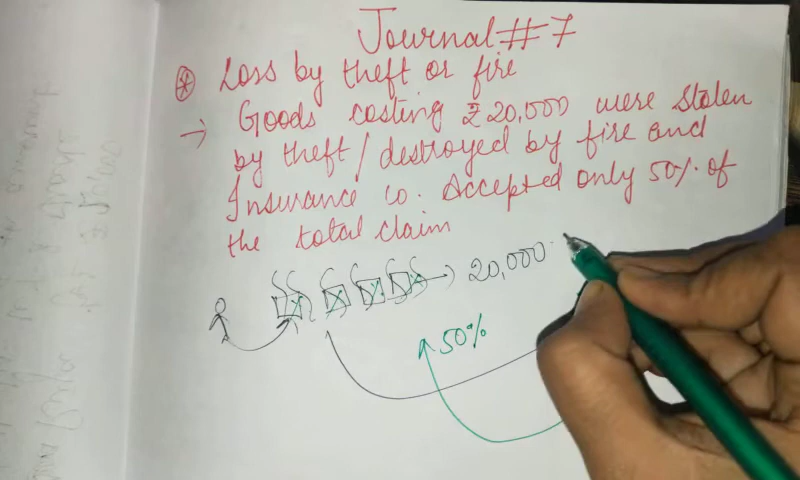 Journal # 7
Loss by theft or fire
→ Goods costing ₹ 20,000 were stolen
by theft / destroyed by fire and
Insurance co. Accepted only 50% of
the total claim
20,000
50%